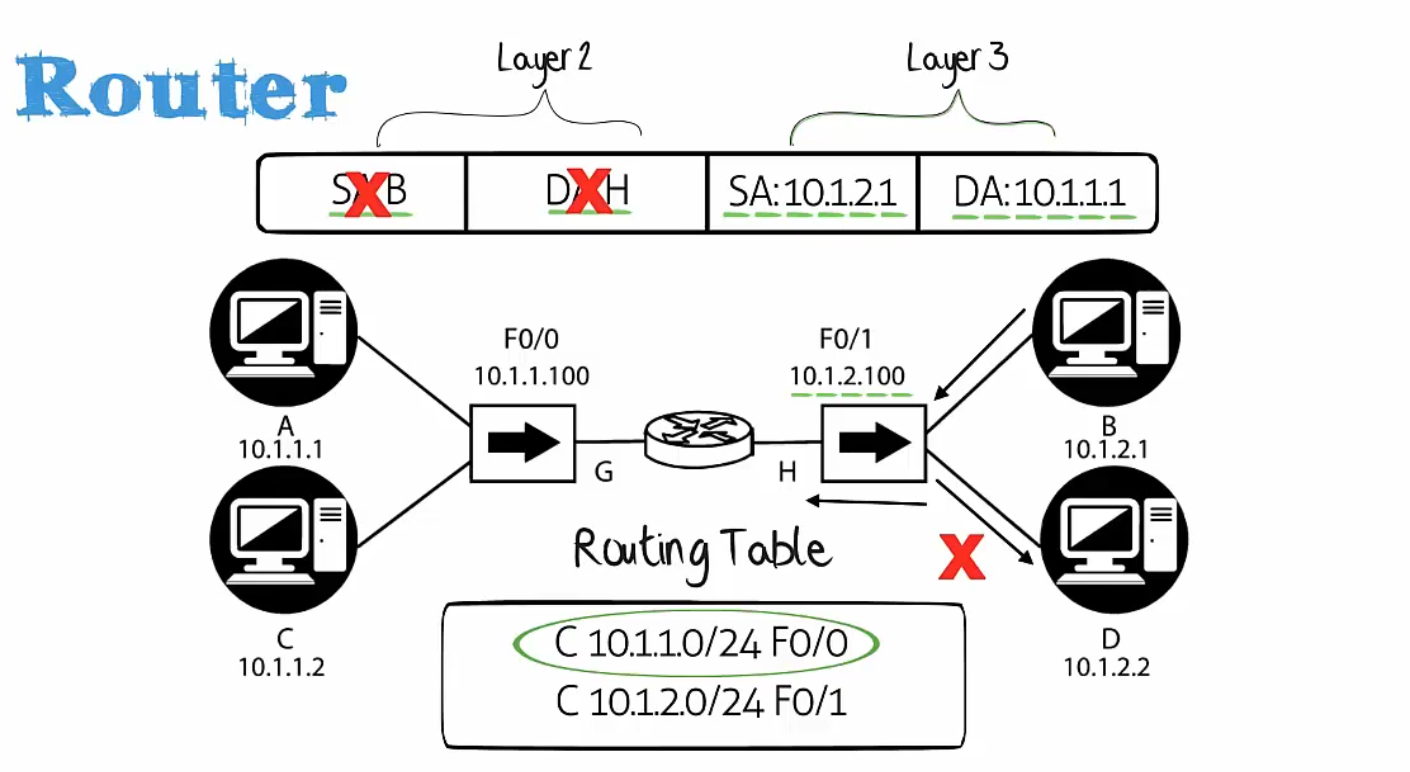 Router
Layer 2
Layer 3
SA:10.1.2.1
DA:10.1.1.1
F0/0
10.1.1.100
F0/1
10.1.2.100
A
10.1.1.1
B
10.1.2.1
G
H
Routing Table
C 10.1.1.0/24 F0/0
C 10.1.2.0/24 F0/1
C
10.1.1.2
D
10.1.2.2